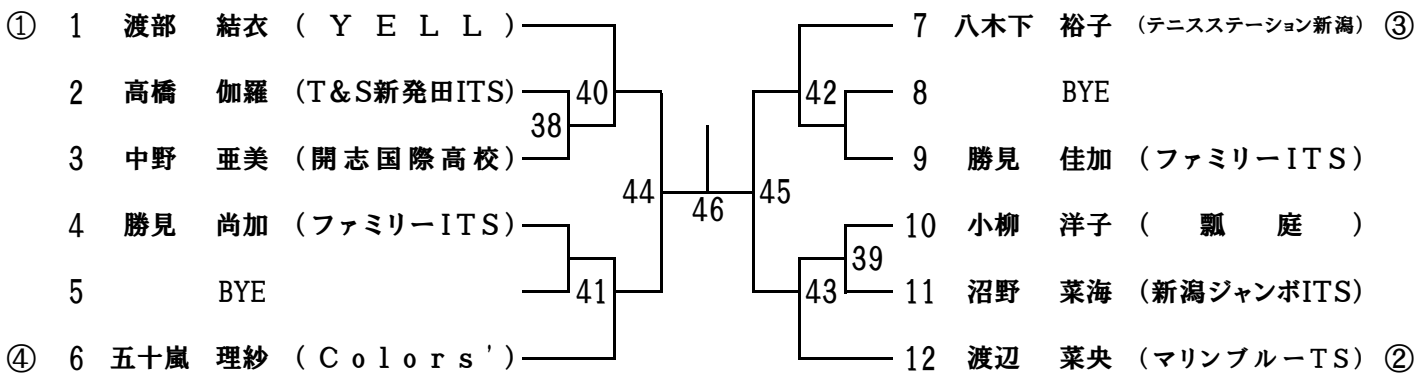 ① 1 渡部 結衣 (ＹＥＬＬ) 7 八木下 裕子 (テニスステーション新潟) ③
2 高橋 伽羅 (T＆S新発田ITS) 40 42 8 BYE
38
3 中野 亜美 (開志国際高校) 9 勝見 佳加 (ファミリーITS)
44 46 45
4 勝見 尚加 (ファミリーITS) 10 小柳 洋子 (瓢庭)
39
5 BYE 41 43 11 沼野 菜海 (新潟ジャンボITS)
④ 6 五十嵐 理紗 (Colors') 12 渡辺 菜央 (マリンブルーTS) ②